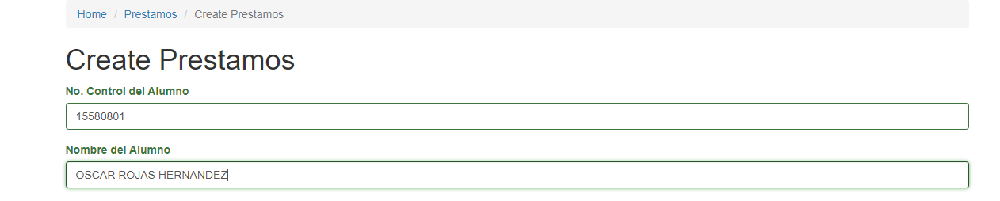 Home / Prestamos / Create Prestamos
Create Prestamos
No. Control del Alumno
15580801
Nombre del Alumno
OSCAR ROJAS HERNANDEZ